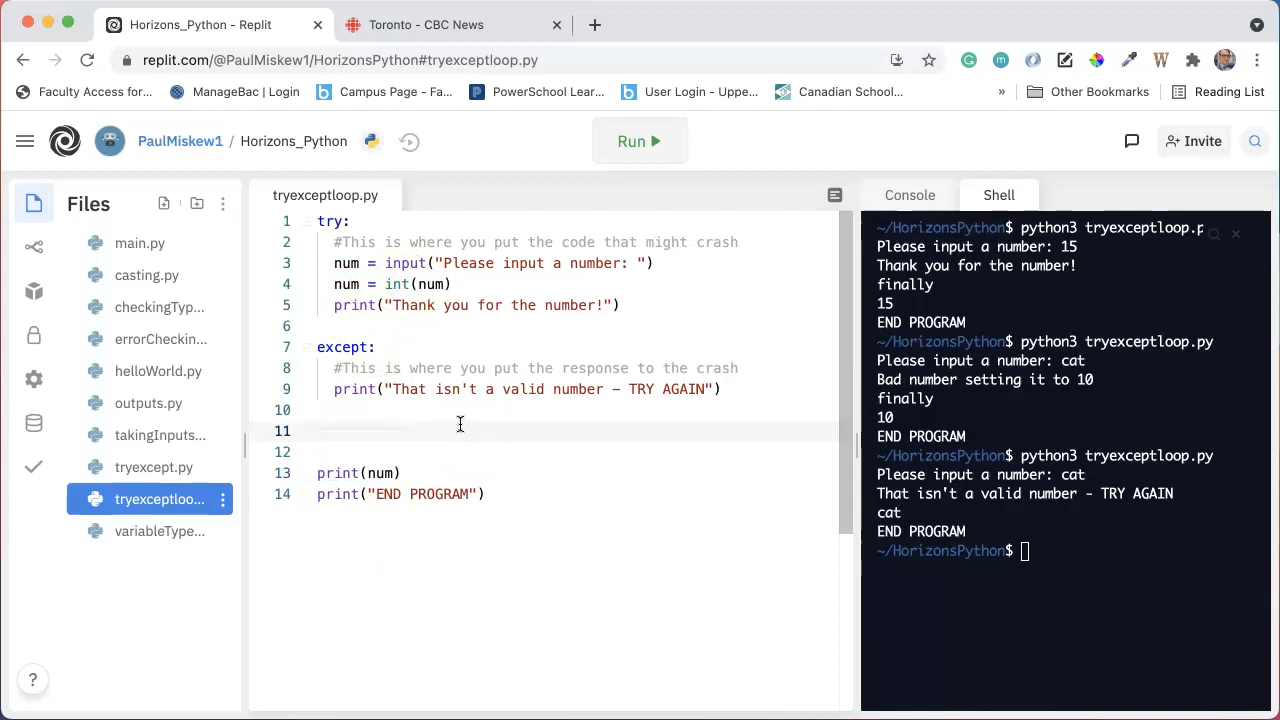 Horizons_Python - Replit
Toronto - CBC News
replit.com/@PaulMiskew1/HorizonsPython#tryexceptloop.py
Faculty Access for...
ManageBac | Login
Campus Page - Fa...
PowerSchool Lear...
User Login - Uppe...
Canadian School...
»
Other Bookmarks
Reading List
PaulMiskew1 / Horizons_Python
Run
Invite
Files
main.py
casting.py
checkingTyp...
errorCheckin...
helloWorld.py
outputs.py
takingInputs...
tryexcept.py
tryexceptloo...
variableType...
?
tryexceptloop.py
1 try:
2 #This is where you put the code that might crash
3 num = input("Please input a number: ")
4 num = int(num)
5 print("Thank you for the number!")
6
7 except:
8 #This is where you put the response to the crash
9 print("That isn't a valid number – TRY AGAIN")
10
11
12
13 print(num)
14 print("END PROGRAM")
Console
Shell
~/HorizonsPython$ python3 tryexceptloop.p
Please input a number: 15
Thank you for the number!
finally
15
END PROGRAM
~/HorizonsPython$ python3 tryexceptloop.py
Please input a number: cat
Bad number setting it to 10
finally
10
END PROGRAM
~/HorizonsPython$ python3 tryexceptloop.py
Please input a number: cat
That isn't a valid number – TRY AGAIN
cat
END PROGRAM
~/HorizonsPython$